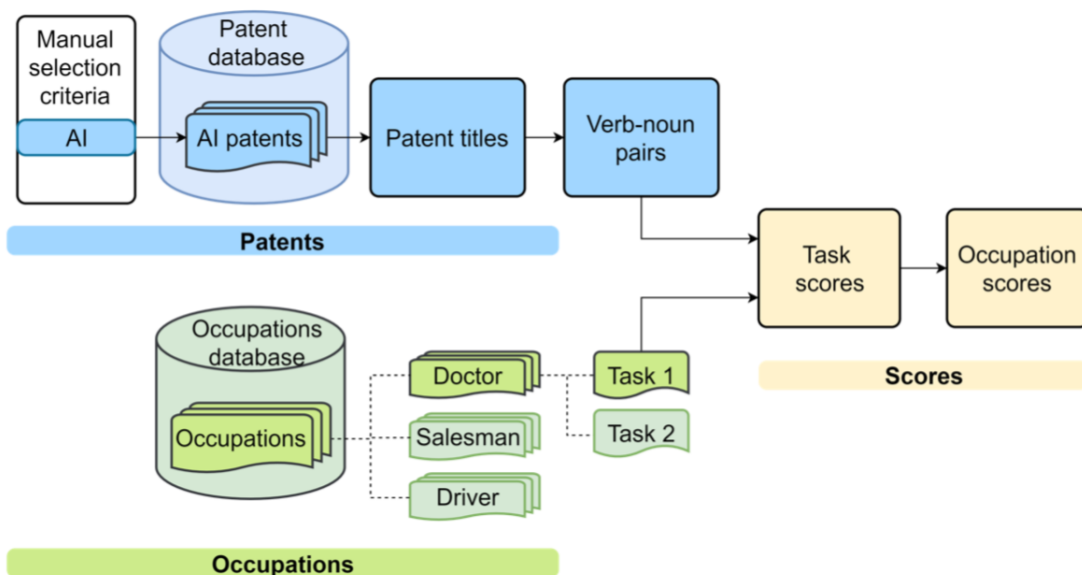 Manual
selection
criteria
AI
Patent
database
AI patents
Patent titles
Verb-noun
pairs
Patents
Task
scores
Occupation
scores
Scores
Occupations
database
Occupations
Doctor
Salesman
Driver
Task 1
Task 2
Occupations